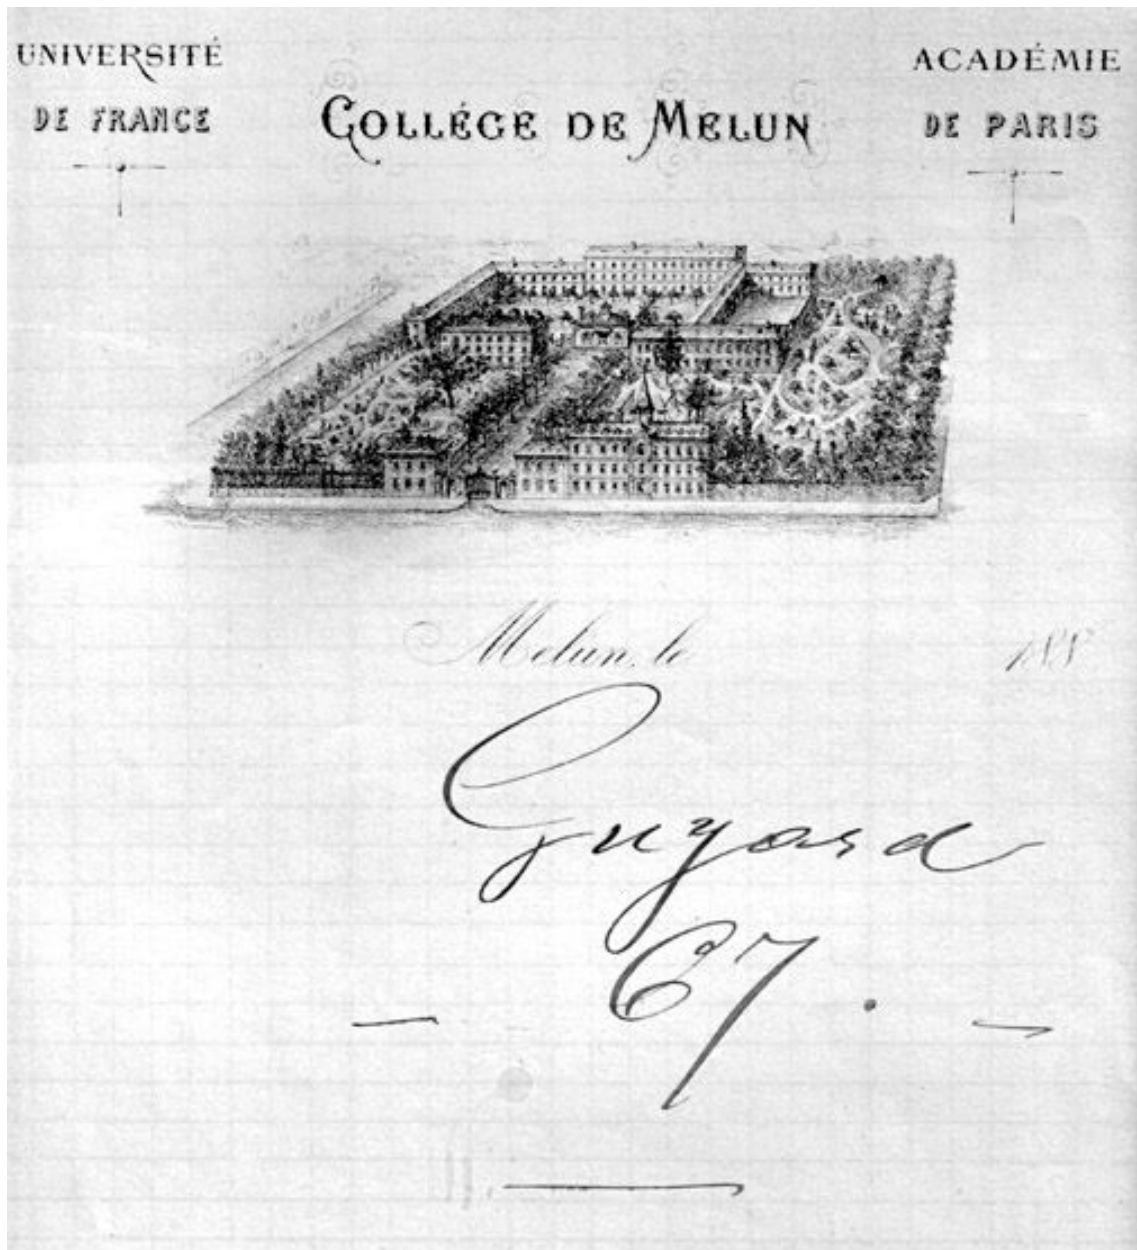 UNIVERSITÉ
DE FRANCE
COLLÉGE DE MELUN
ACADÉMIE
DE PARIS
Melun, le 188
Guyard
67.